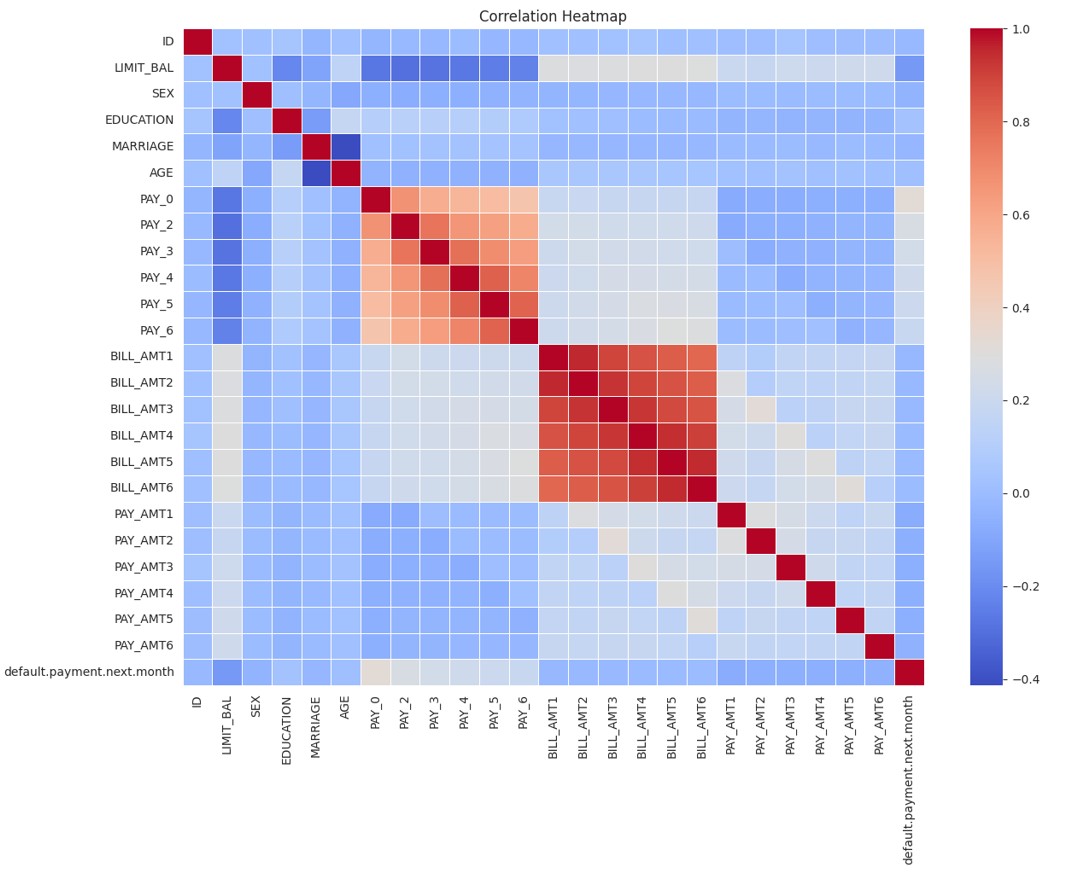 Correlation Heatmap
ID
LIMIT_BAL
SEX
EDUCATION
MARRIAGE
AGE
PAY_0
PAY_2
PAY_3
PAY_4
PAY_5
PAY_6
BILL_AMT1
BILL_AMT2
BILL_AMT3
BILL_AMT4
BILL_AMT5
BILL_AMT6
PAY_AMT1
PAY_AMT2
PAY_AMT3
PAY_AMT4
PAY_AMT5
PAY_AMT6
default.payment.next.month
ID
LIMIT_BAL
SEX
EDUCATION
MARRIAGE
AGE
PAY_0
PAY_2
PAY_3
PAY_4
PAY_5
PAY_6
BILL_AMT1
BILL_AMT2
BILL_AMT3
BILL_AMT4
BILL_AMT5
BILL_AMT6
PAY_AMT1
PAY_AMT2
PAY_AMT3
PAY_AMT4
PAY_AMT5
PAY_AMT6
default.payment.next.month
1.0
0.8
0.6
0.4
0.2
0.0
−0.2
−0.4